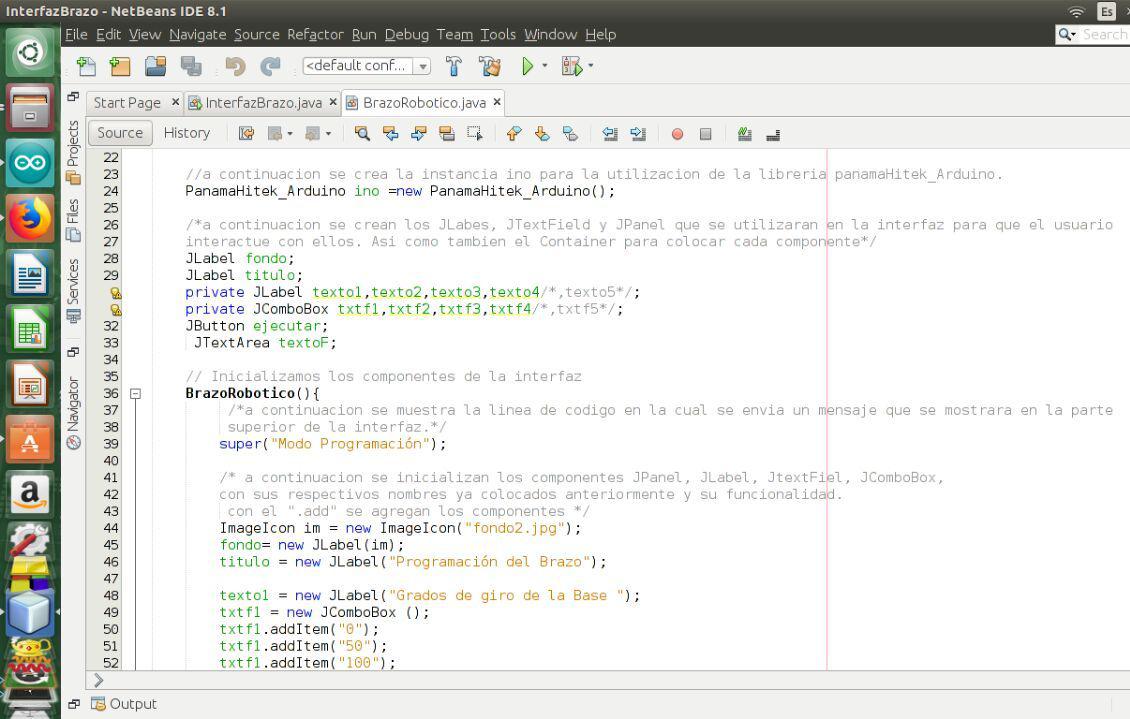 InterfazBrazo - NetBeans IDE 8.1
Es
File Edit View Navigate Source Refactor Run Debug Team Tools Window Help
Search
<default conf...
Start Page InterfazBrazo.java BrazoRobotico.java
Source History
Projects
Files
Services
Navigator
22
23 //a continuacion se crea la instancia ino para la utilizacion de la libreria panamaHitek_Arduino.
24 PanamaHitek_Arduino ino =new PanamaHitek_Arduino();
25
26 /*a continuacion se crean los JLabes, JTextField y JPanel que se utilizaran en la interfaz para que el usuario
27 interactue con ellos. Asi como tambien el Container para colocar cada componente*/
28 JLabel fondo;
29 JLabel titulo;
private JLabel texto1,texto2,texto3,texto4/*,texto5*/;
private JComboBox txtf1,txtf2,txtf3,txtf4/*,txtf5*/;
32 JButton ejecutar;
33 JTextArea textoF;
34
35 // Inicializamos los componentes de la interfaz
36 BrazoRobotico(){
37 /*a continuacion se muestra la linea de codigo en la cual se envia un mensaje que se mostrara en la parte
38 superior de la interfaz.*/
39 super("Modo Programación");
40
41 /* a continuacion se inicializan los componentes JPanel, JLabel, JtextFiel, JComboBox,
42 con sus respectivos nombres ya colocados anteriormente y su funcionalidad.
43 con el ".add" se agregan los componentes */
44 ImageIcon im = new ImageIcon("fondo2.jpg");
45 fondo= new JLabel(im);
46 titulo = new JLabel("Programación del Brazo");
47
48 texto1 = new JLabel("Grados de giro de la Base ");
49 txtf1 = new JComboBox ();
50 txtf1.addItem("0");
51 txtf1.addItem("50");
52 txtf1.addItem("100");
Output